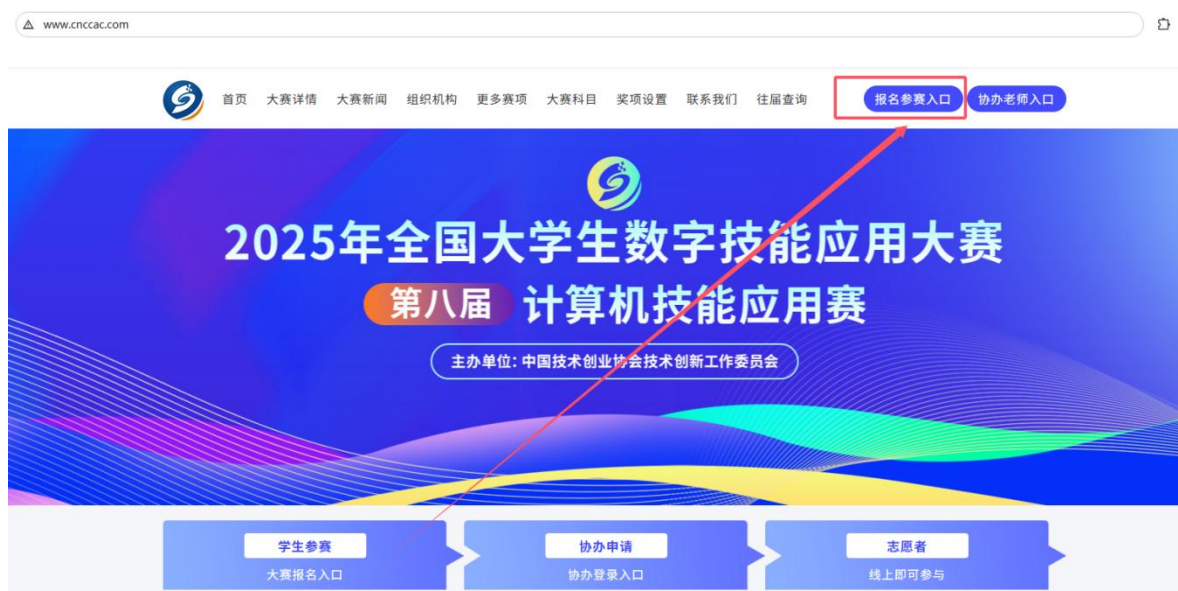 www.cnccac.com
首页 大赛详情 大赛新闻 组织机构 更多赛项 大赛科目 奖项设置 联系我们 往届查询 报名参赛入口 协办老师入口
2025年全国大学生数字技能应用大赛
第八届 计算机技能应用赛
主办单位：中国技术创业协会技术创新工作委员会
学生参赛 协办申请 志愿者
大赛报名入口 协办登录入口 线上即可参与